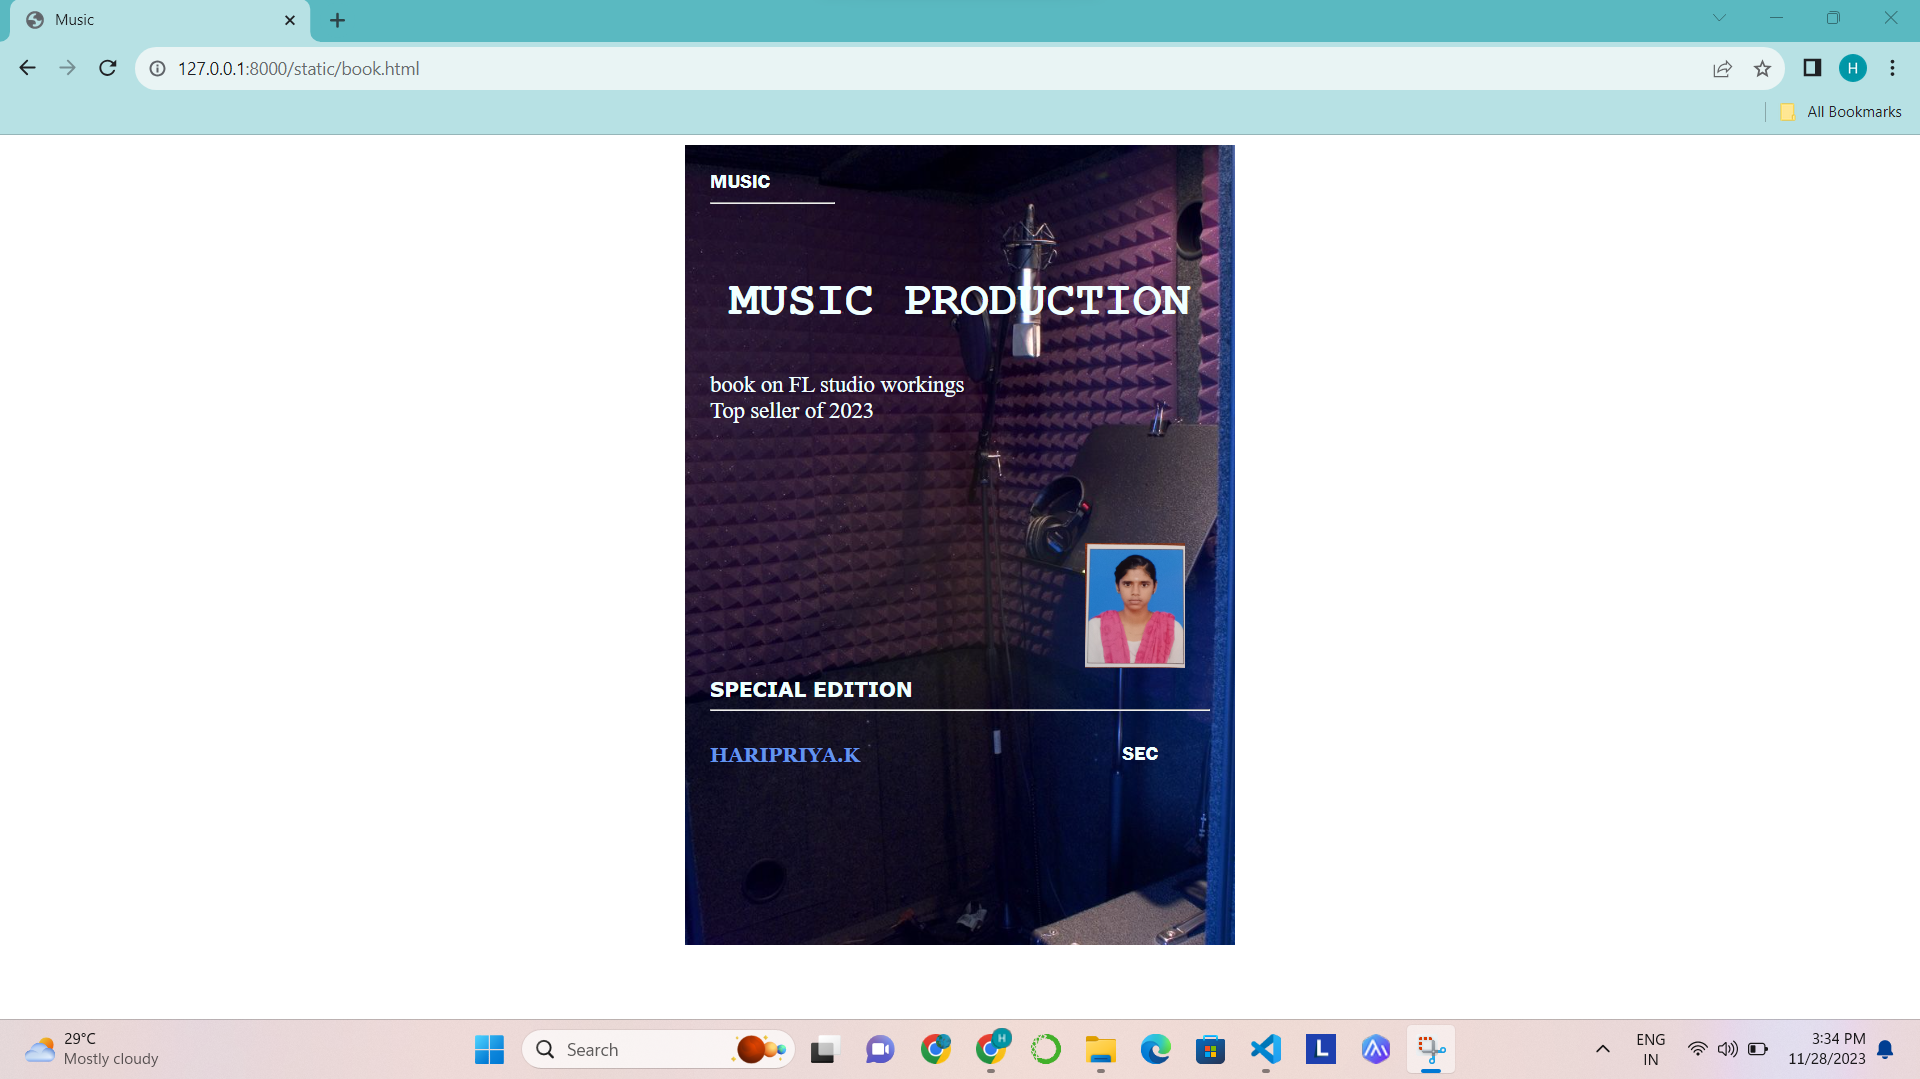 Music
127.0.0.1:8000/static/book.html
H
All Bookmarks
MUSIC
MUSIC PRODUCTION
book on FL studio workings
Top seller of 2023
SPECIAL EDITION
HARIPRIYA.K
SEC
29°C
Mostly cloudy
Search
H
L
ENG
IN
3:34 PM
11/28/2023